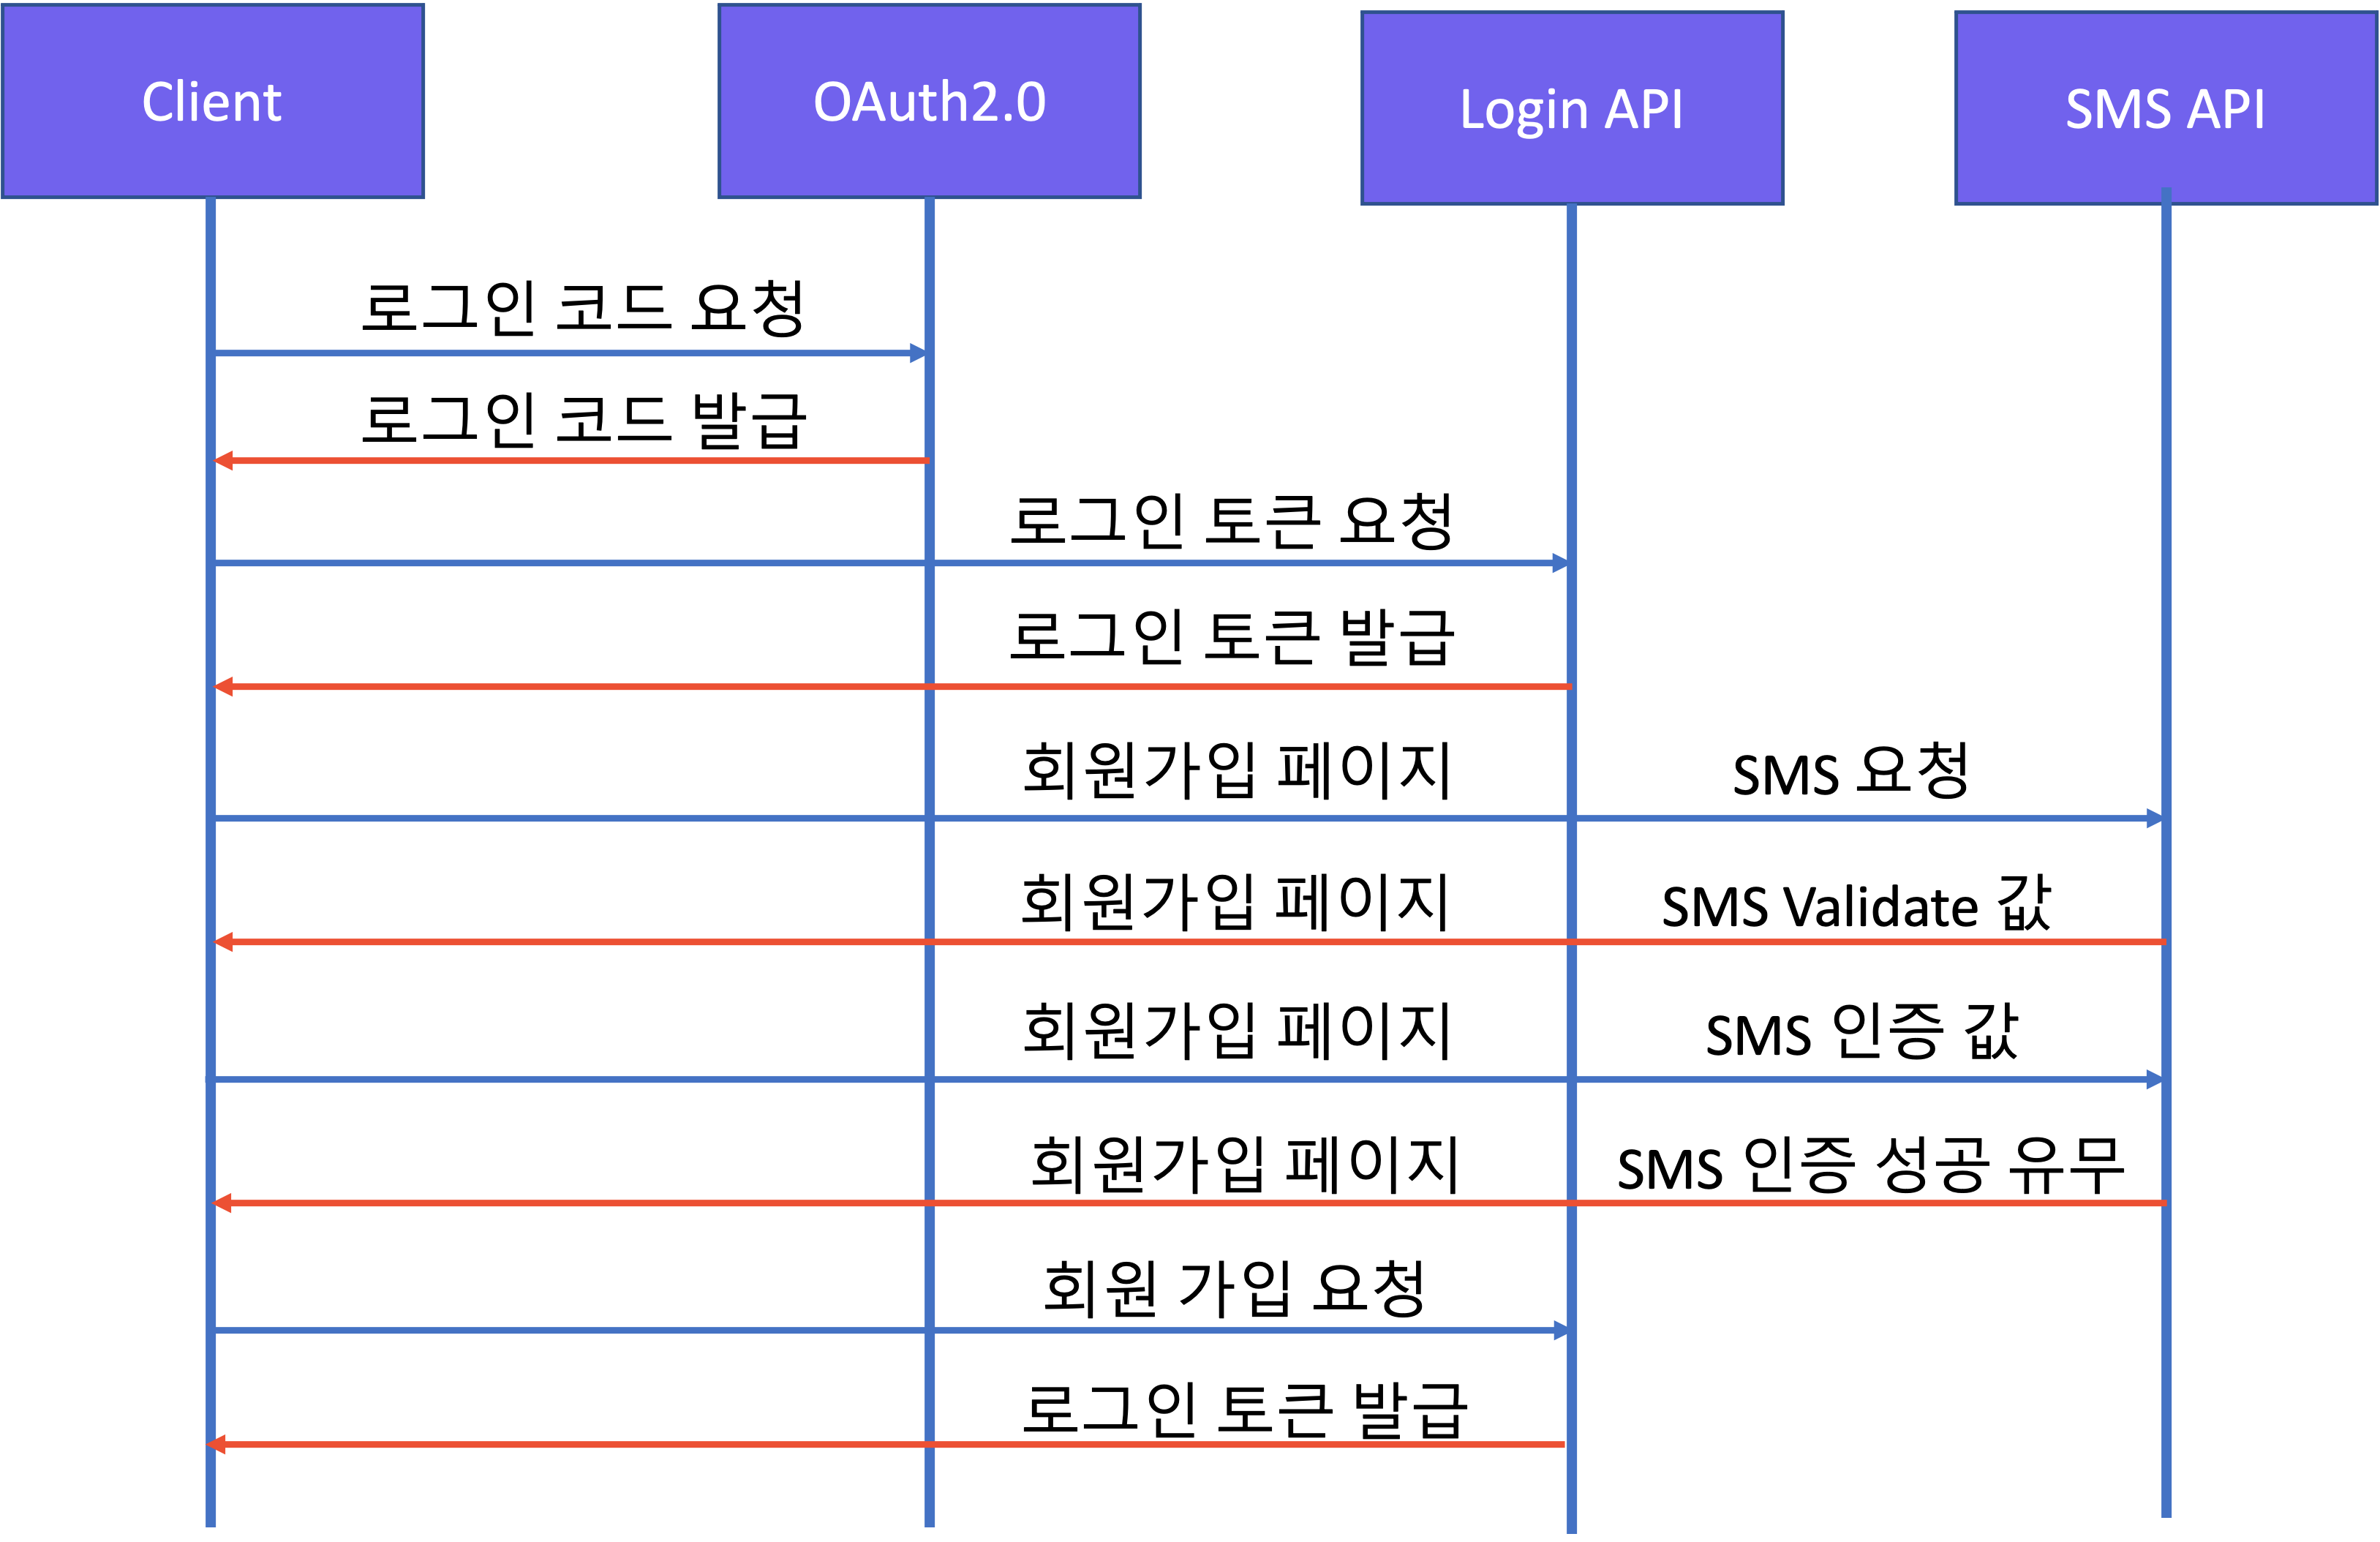 Client
OAuth2.0
Login API
SMS API
로그인 코드 요청
로그인 코드 발급
로그인 토큰 요청
로그인 토큰 발급
회원가입 페이지
SMS 요청
회원가입 페이지
SMS Validate 값
회원가입 페이지
SMS 인증 값
회원가입 페이지
SMS 인증 성공 유무
회원 가입 요청
로그인 토큰 발급